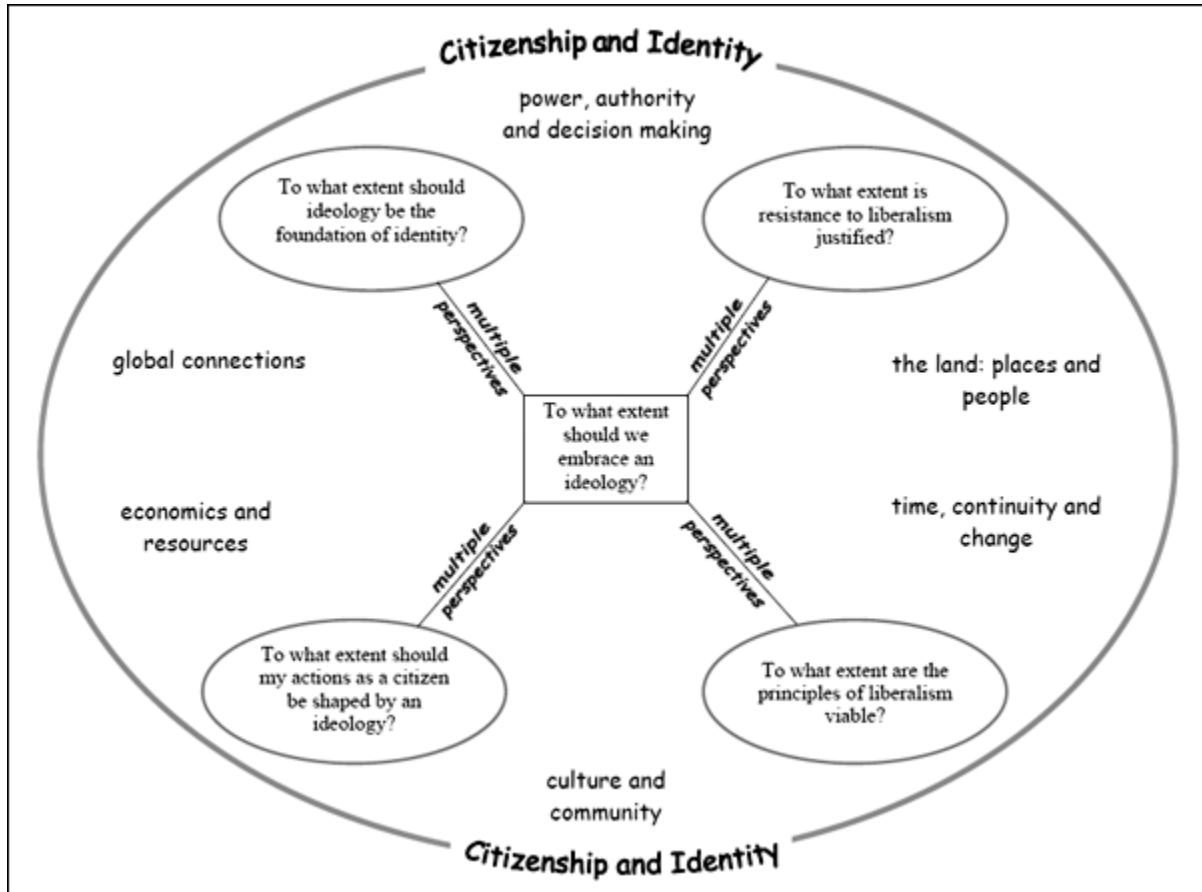 Citizenship and Identity
power, authority
and decision making
To what extent should
ideology be the
foundation of identity?
To what extent is
resistance to liberalism
justified?
multiple
perspectives
multiple
perspectives
global connections
the land: places and
people
To what extent
should we
embrace an
ideology?
economics and
resources
time, continuity and
change
multiple
perspectives
multiple
perspectives
To what extent should
my actions as a citizen
be shaped by an
ideology?
To what extent are the
principles of liberalism
viable?
culture and
community
Citizenship and Identity